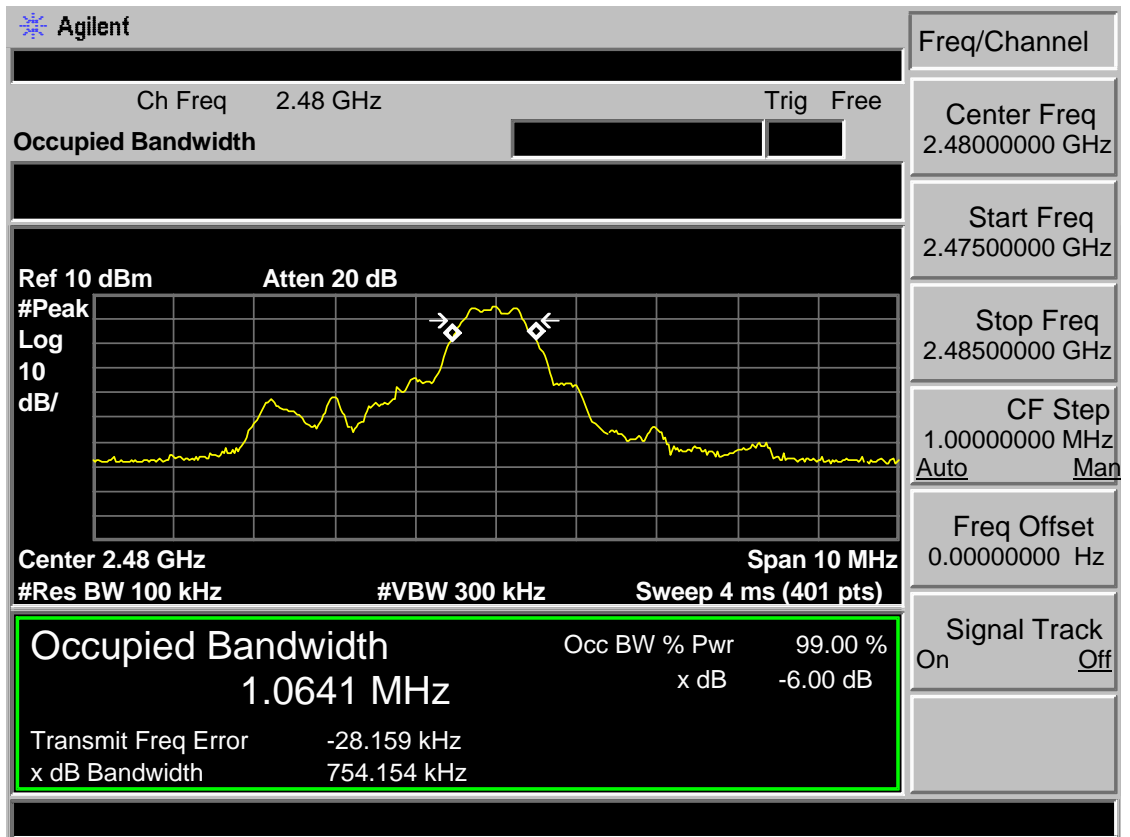 Agilent
Freq/Channel
Ch Freq 2.48 GHz Trig Free
Occupied Bandwidth
Center Freq
2.48000000 GHz
Start Freq
2.47500000 GHz
Stop Freq
2.48500000 GHz
CF Step
1.00000000 MHz
Auto Man
Freq Offset
0.00000000 Hz
Signal Track
On Off
Ref 10 dBm Atten 20 dB
#Peak
Log
10
dB/
Center 2.48 GHz Span 10 MHz
#Res BW 100 kHz #VBW 300 kHz Sweep 4 ms (401 pts)
Occupied Bandwidth Occ BW % Pwr 99.00 %
1.0641 MHz x dB -6.00 dB
Transmit Freq Error -28.159 kHz
x dB Bandwidth 754.154 kHz